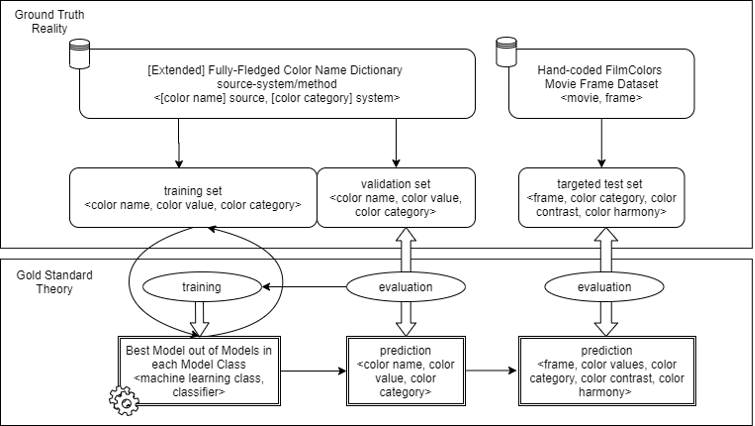 Ground Truth
Reality
[Extended] Fully-Fledged Color Name Dictionary
source-system/method
<[color name] source, [color category] system>
Hand-coded FilmColors
Movie Frame Dataset
<movie, frame>
training set
<color name, color value, color category>
validation set
<color name, color value,
color category>
targeted test set
<frame, color category, color
contrast, color harmony>
Gold Standard
Theory
training
evaluation
evaluation
Best Model out of Models in
each Model Class
<machine learning class,
classifier>
prediction
<color name, color
value, color
category>
prediction
<frame, color values, color
category, color contrast, color
harmony>